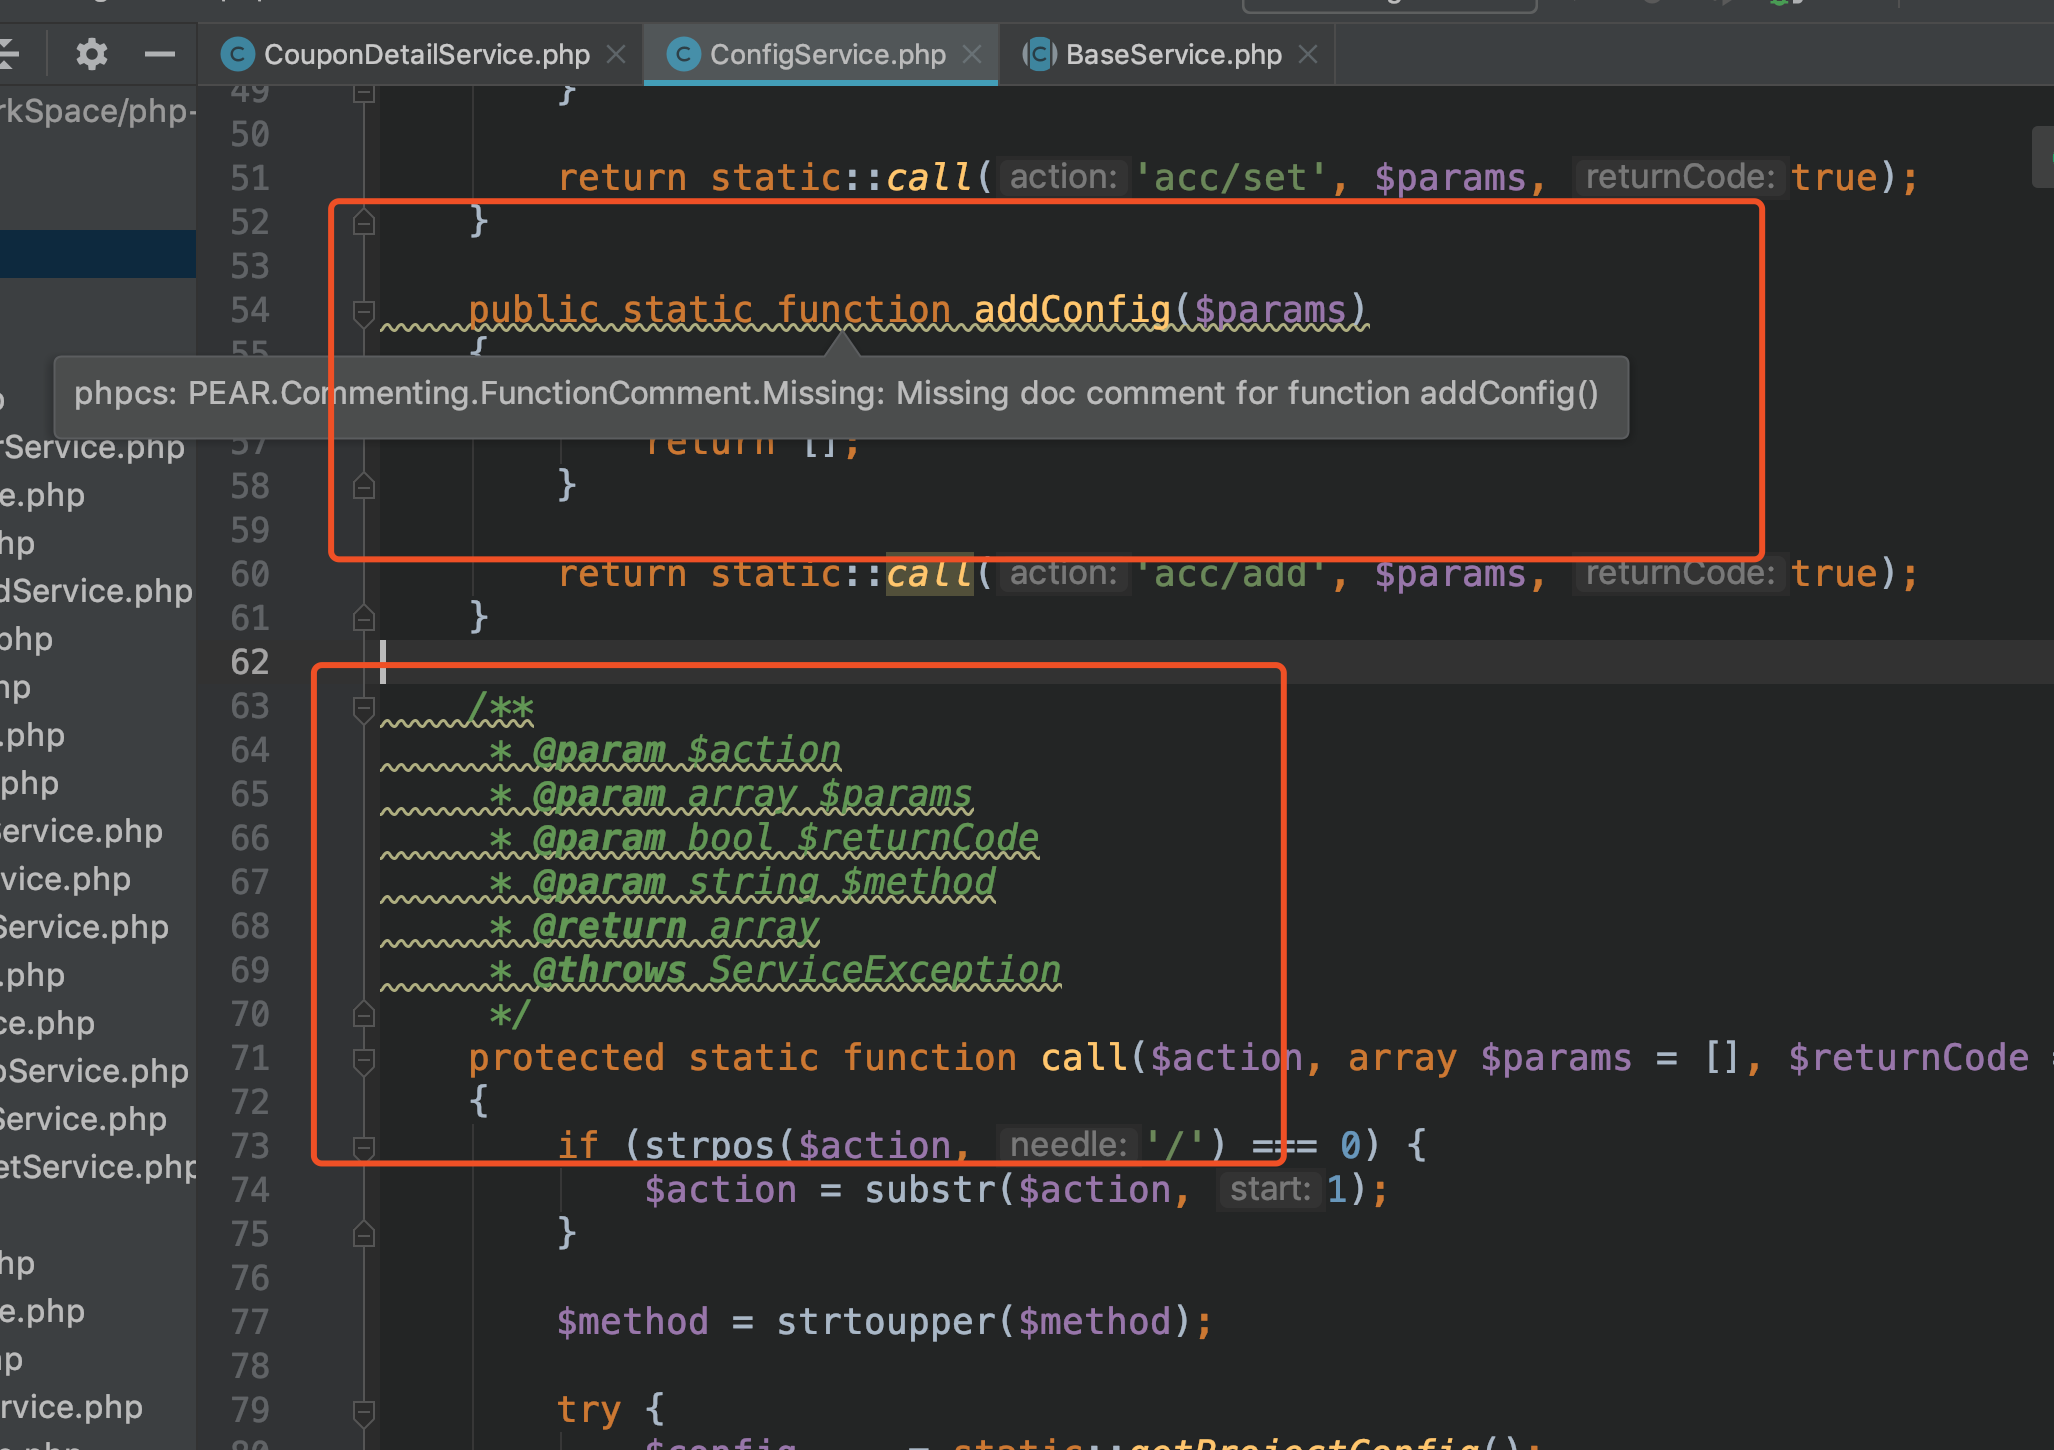 CouponDetailService.php ConfigService.php BaseService.php
rkSpace/php-
rService.php
e.php
hp
dService.php
php
.php
php
ervice.php
vice.php
Service.php
.php
ce.php
Service.php
Service.php
etService.php
hp
e.php
rvice.php
49 }
50
51 return static::call( action: 'acc/set', $params, returnCode: true);
52 }
53
54 public static function addConfig($params)
55 {
phpcs: PEAR.Commenting.FunctionComment.Missing: Missing doc comment for function addConfig()
57 return [];
58 }
59
60 return static::call( action: 'acc/add', $params, returnCode: true);
61 }
62
63 /**
64 * @param $action
65 * @param array $params
66 * @param bool $returnCode
67 * @param string $method
68 * @return array
69 * @throws ServiceException
70 */
71 protected static function call($action, array $params = [], $returnCode =
72 {
73 if (strpos($action, needle: '/') === 0) {
74 $action = substr($action, start: 1);
75 }
76
77 $method = strtoupper($method);
78
79 try {
80 $config = static::getProjectConfig();